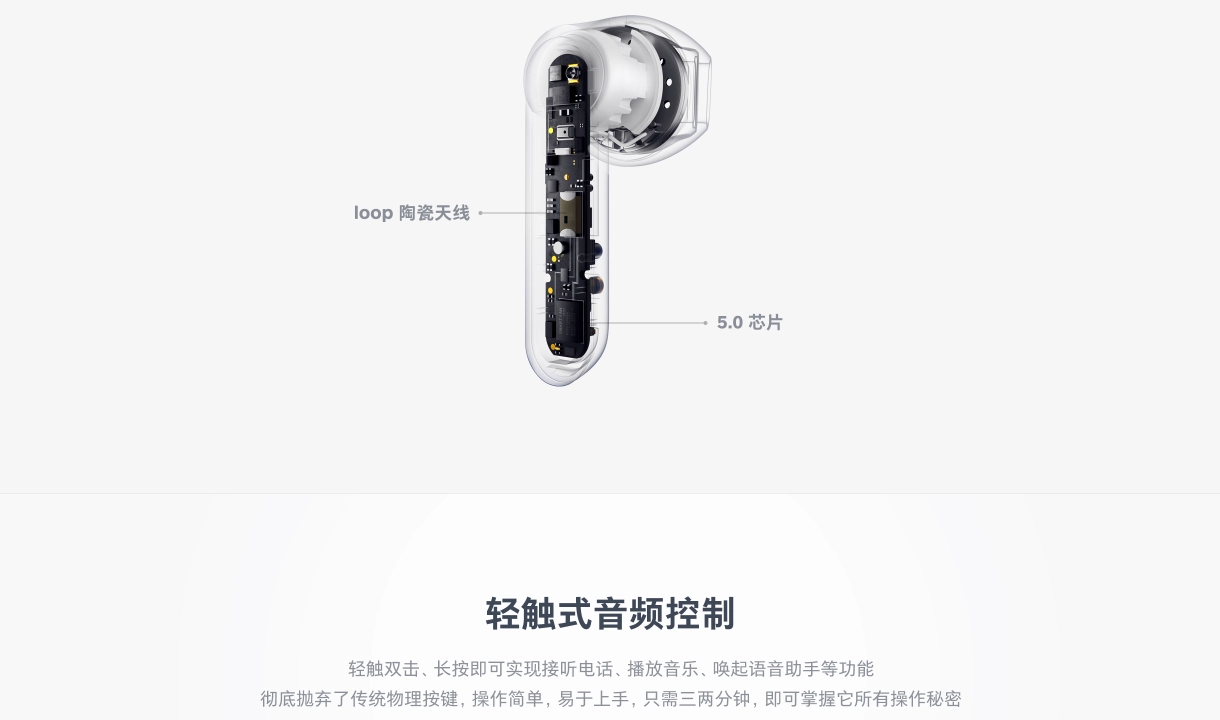 loop 陶瓷天线
5.0 芯片
轻触式音频控制
轻触双击、长按即可实现接听电话、播放音乐、唤起语音助手等功能
彻底抛弃了传统物理按键，操作简单，易于上手，只需三两分钟，即可掌握它所有操作秘密